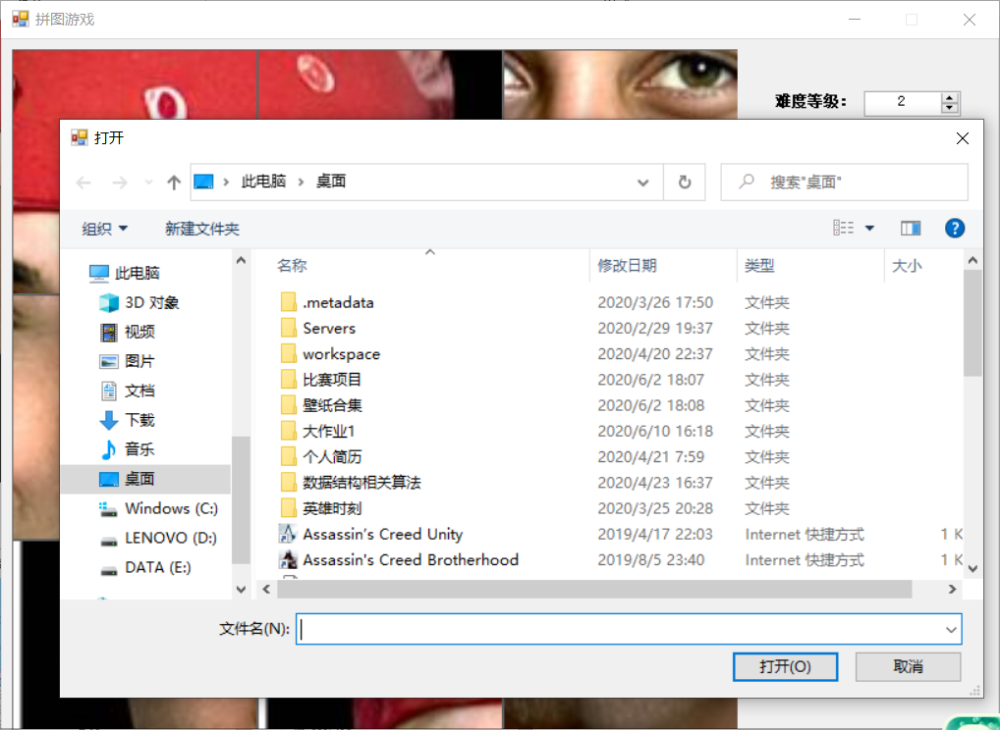 拼图游戏
难度等级： 2
打开
此电脑 桌面 搜索"桌面"
组织 新建文件夹
名称 修改日期 类型 大小
此电脑
3D 对象
视频
图片
文档
下载
音乐
桌面
Windows (C:)
LENOVO (D:)
DATA (E:)
.metadata 2020/3/26 17:50 文件夹
Servers 2020/2/29 19:37 文件夹
workspace 2020/4/20 22:37 文件夹
比赛项目 2020/6/2 18:07 文件夹
壁纸合集 2020/6/2 18:08 文件夹
大作业1 2020/6/10 16:18 文件夹
个人简历 2020/4/21 7:59 文件夹
数据结构相关算法 2020/4/23 16:37 文件夹
英雄时刻 2020/3/25 20:28 文件夹
Assassin's Creed Unity 2019/4/17 22:03 Internet 快捷方式 1 K
Assassin's Creed Brotherhood 2019/8/5 23:40 Internet 快捷方式 1 K
文件名(N):
打开(O) 取消